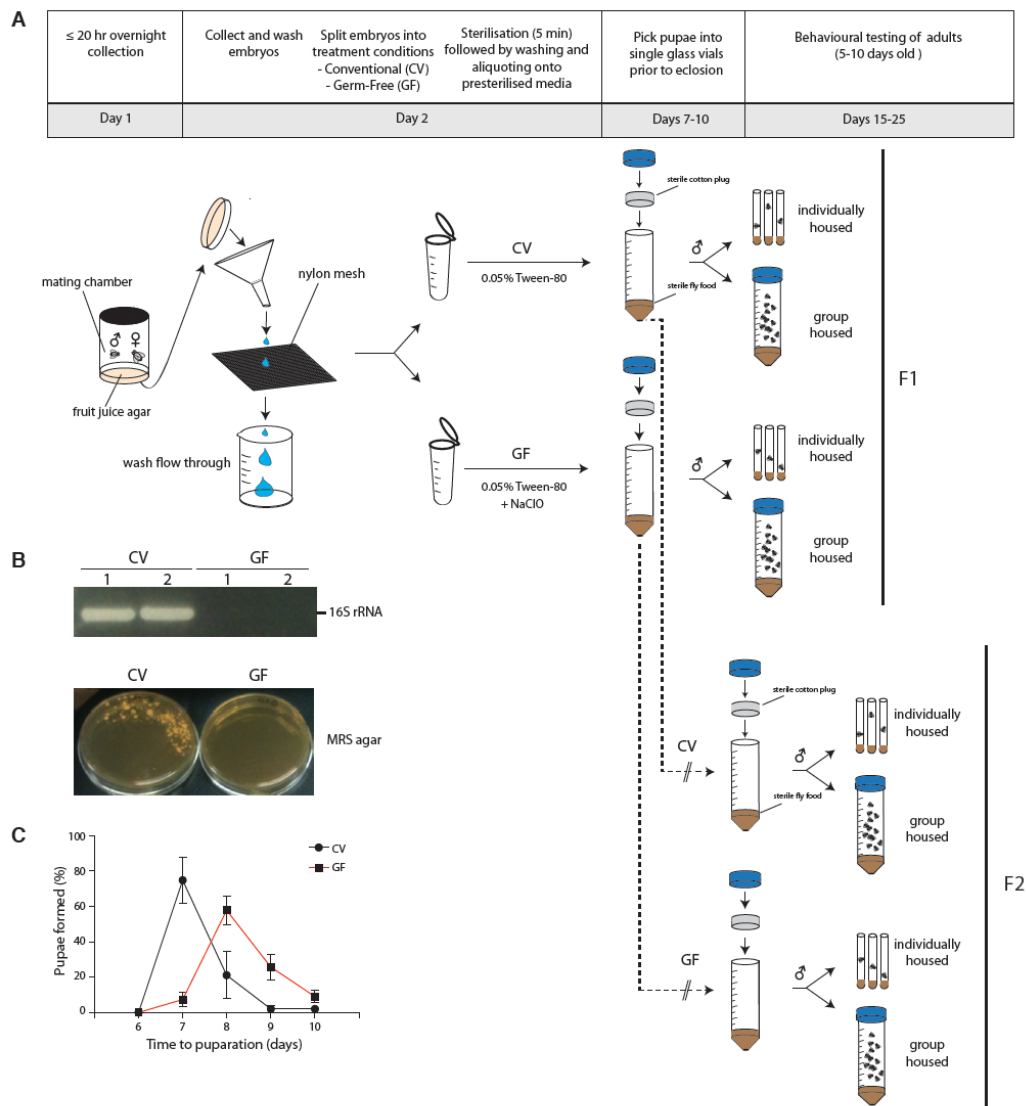 A
≤ 20 hr overnight
collection
Collect and wash
embryos
Split embryos into
treatment conditions
- Conventional (CV)
- Germ-Free (GF)
Sterilisation (5 min)
followed by washing and
aliquoting onto
presterilised media
Pick pupae into
single glass vials
prior to eclosion
Behavioural testing of adults
(5-10 days old )
Day 1
Day 2
Days 7-10
Days 15-25
mating chamber
♂ ♀
fruit juice agar
nylon mesh
wash flow through
CV
0.05% Tween-80
GF
0.05% Tween-80
+ NaClO
sterile cotton plug
sterile fly food
♂
individually
housed
group
housed
♂
individually
housed
group
housed
F1
B
CV GF
1 2 1 2
16S rRNA
CV GF
MRS agar
CV
sterile cotton plug
sterile fly food
♂
individually
housed
group
housed
GF
♂
individually
housed
group
housed
F2
C
Pupae formed (%)
100
80
60
40
20
0
CV
GF
6 7 8 9 10
Time to puparation (days)